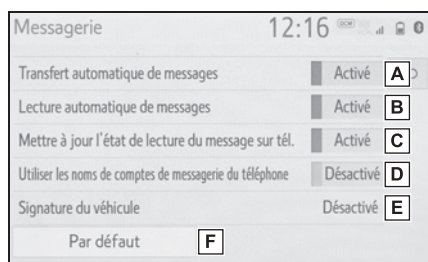 Messagerie 12:16 DCM
Transfert automatique de messages Activé A
Lecture automatique de messages Activé B
Mettre à jour l'état de lecture du message sur tél. Activé C
Utiliser les noms de comptes de messagerie du téléphone Désactivé D
Signature du véhicule Désactivé E
Par défaut F